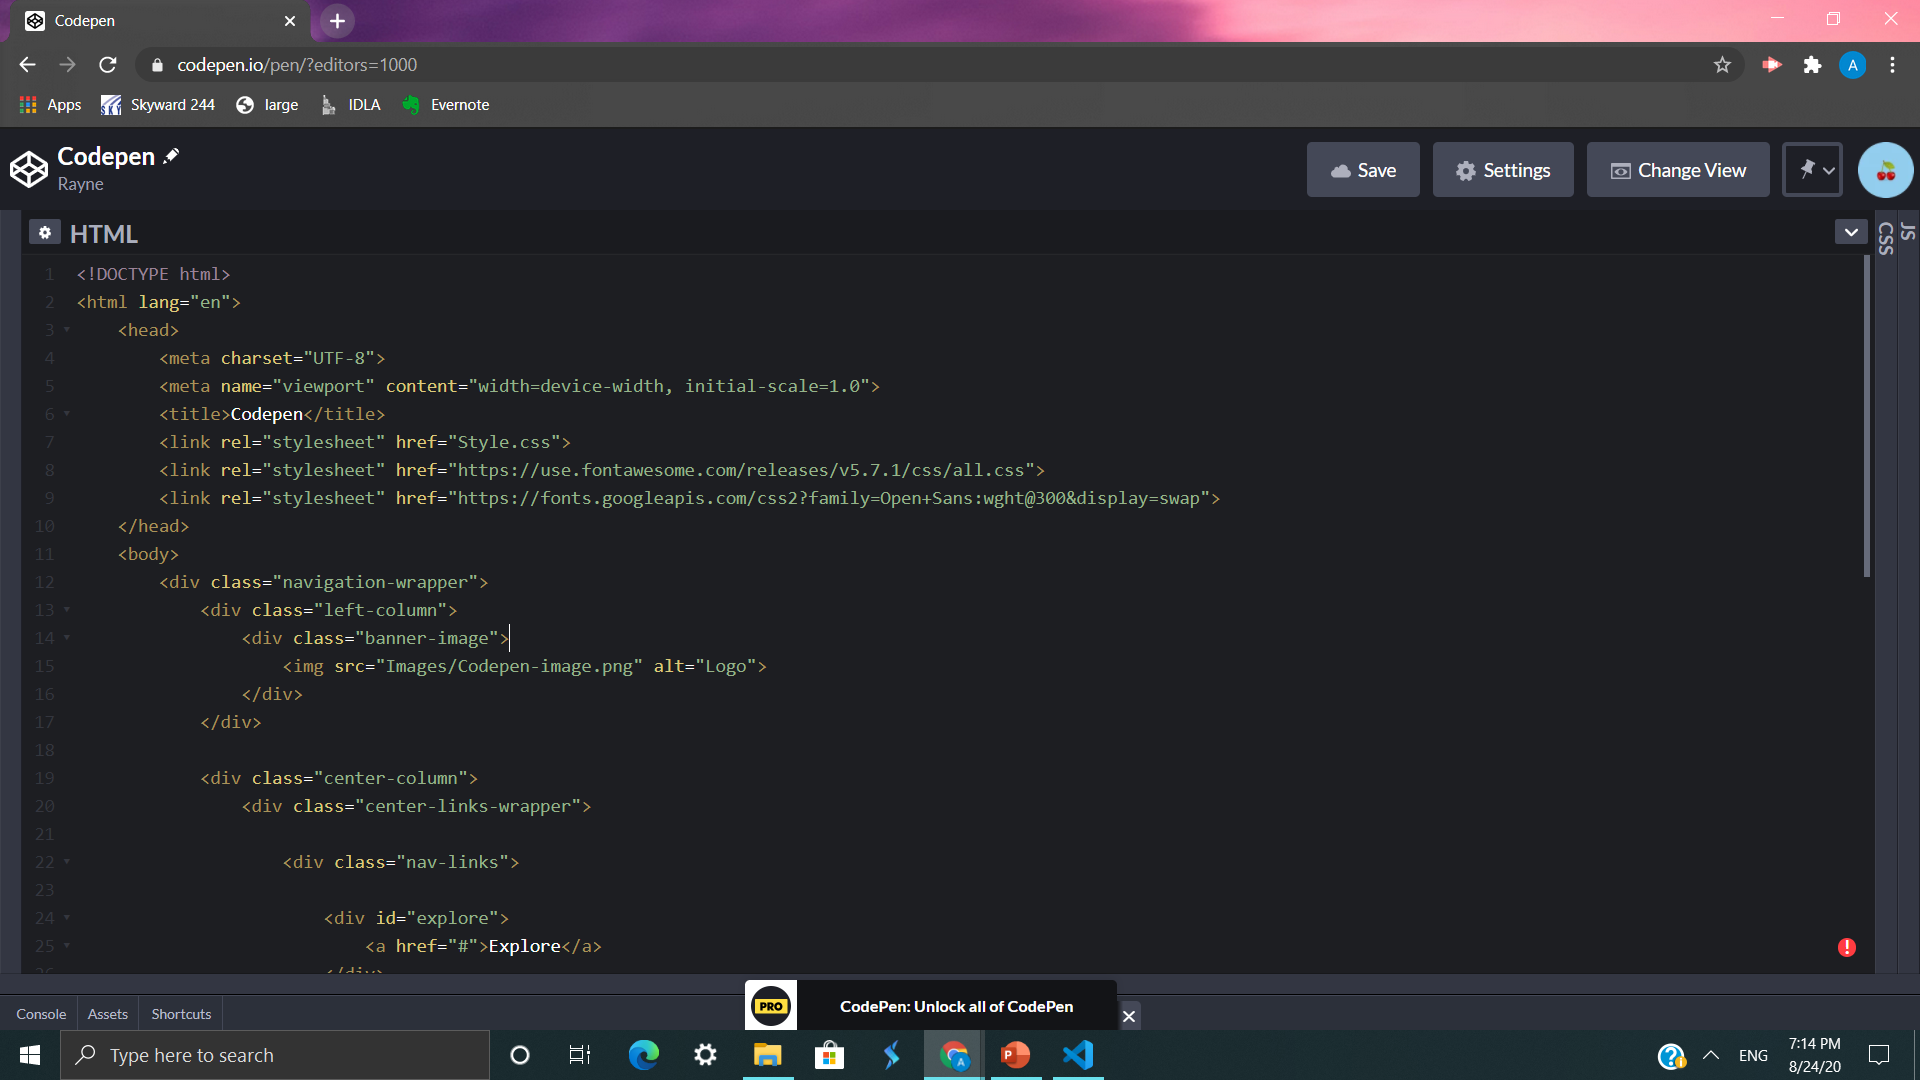 Codepen
codepen.io/pen/?editors=1000
A
Apps
Skyward 244
large
IDLA
Evernote
Codepen
Rayne
Save
Settings
Change View
HTML
CSS
JS
1 <!DOCTYPE html>
2 <html lang="en">
3 <head>
4 <meta charset="UTF-8">
5 <meta name="viewport" content="width=device-width, initial-scale=1.0">
6 <title>Codepen</title>
7 <link rel="stylesheet" href="Style.css">
8 <link rel="stylesheet" href="https://use.fontawesome.com/releases/v5.7.1/css/all.css">
9 <link rel="stylesheet" href="https://fonts.googleapis.com/css2?family=Open+Sans:wght@300&display=swap">
10 </head>
11 <body>
12 <div class="navigation-wrapper">
13 <div class="left-column">
14 <div class="banner-image">
15 <img src="Images/Codepen-image.png" alt="Logo">
16 </div>
17 </div>
18
19 <div class="center-column">
20 <div class="center-links-wrapper">
21
22 <div class="nav-links">
23
24 <div id="explore">
25 <a href="#">Explore</a>
26 </div>
PRO
CodePen: Unlock all of CodePen
Console
Assets
Shortcuts
Type here to search
ENG
7:14 PM
8/24/20